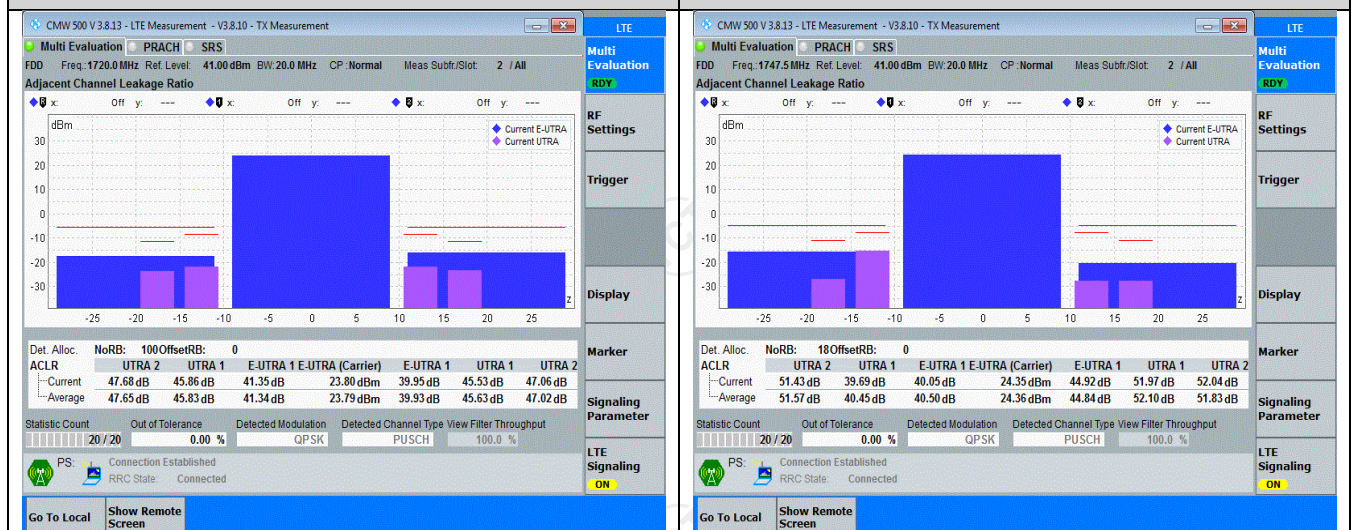 CMW 500 V 3.8.13 - LTE Measurement - V3.8.10 - TX Measurement
LTE
Multi Evaluation PRACH SRS
Multi Evaluation
RDY
FDD Freq.:1720.0 MHz Ref. Level: 41.00 dBm BW:20.0 MHz CP :Normal Meas Subfr./Slot: 2 / All
Adjacent Channel Leakage Ratio
x: Off y: --- x: Off y: --- x: Off y: ---
dBm
Current E-UTRA
Current UTRA
30
20
10
0
-10
-20
-30
z
-25 -20 -15 -10 -5 0 5 10 15 20 25
RF Settings
Trigger
Display
Marker
Signaling Parameter
LTE Signaling
ON
Det. Alloc. NoRB: 100 OffsetRB: 0
ACLR UTRA 2 UTRA 1 E-UTRA 1 E-UTRA (Carrier) E-UTRA 1 UTRA 1 UTRA 2
Current 47.68 dB 45.86 dB 41.35 dB 23.80 dBm 39.95 dB 45.53 dB 47.06 dB
Average 47.65 dB 45.83 dB 41.34 dB 23.79 dBm 39.93 dB 45.63 dB 47.02 dB
Statistic Count Out of Tolerance Detected Modulation Detected Channel Type View Filter Throughput
20 / 20 0.00 % QPSK PUSCH 100.0 %
PS: Connection Established
RRC State: Connected
Go To Local Show Remote Screen
CMW 500 V 3.8.13 - LTE Measurement - V3.8.10 - TX Measurement
LTE
Multi Evaluation PRACH SRS
Multi Evaluation
RDY
FDD Freq.:1747.5 MHz Ref. Level: 41.00 dBm BW:20.0 MHz CP :Normal Meas Subfr./Slot: 2 / All
Adjacent Channel Leakage Ratio
x: Off y: --- x: Off y: --- x: Off y: ---
dBm
Current E-UTRA
Current UTRA
30
20
10
0
-10
-20
-30
z
-25 -20 -15 -10 -5 0 5 10 15 20 25
RF Settings
Trigger
Display
Marker
Signaling Parameter
LTE Signaling
ON
Det. Alloc. NoRB: 18 OffsetRB: 0
ACLR UTRA 2 UTRA 1 E-UTRA 1 E-UTRA (Carrier) E-UTRA 1 UTRA 1 UTRA 2
Current 51.43 dB 39.69 dB 40.05 dB 24.35 dBm 44.92 dB 51.97 dB 52.04 dB
Average 51.57 dB 40.45 dB 40.50 dB 24.36 dBm 44.84 dB 52.10 dB 51.83 dB
Statistic Count Out of Tolerance Detected Modulation Detected Channel Type View Filter Throughput
20 / 20 0.00 % QPSK PUSCH 100.0 %
PS: Connection Established
RRC State: Connected
Go To Local Show Remote Screen